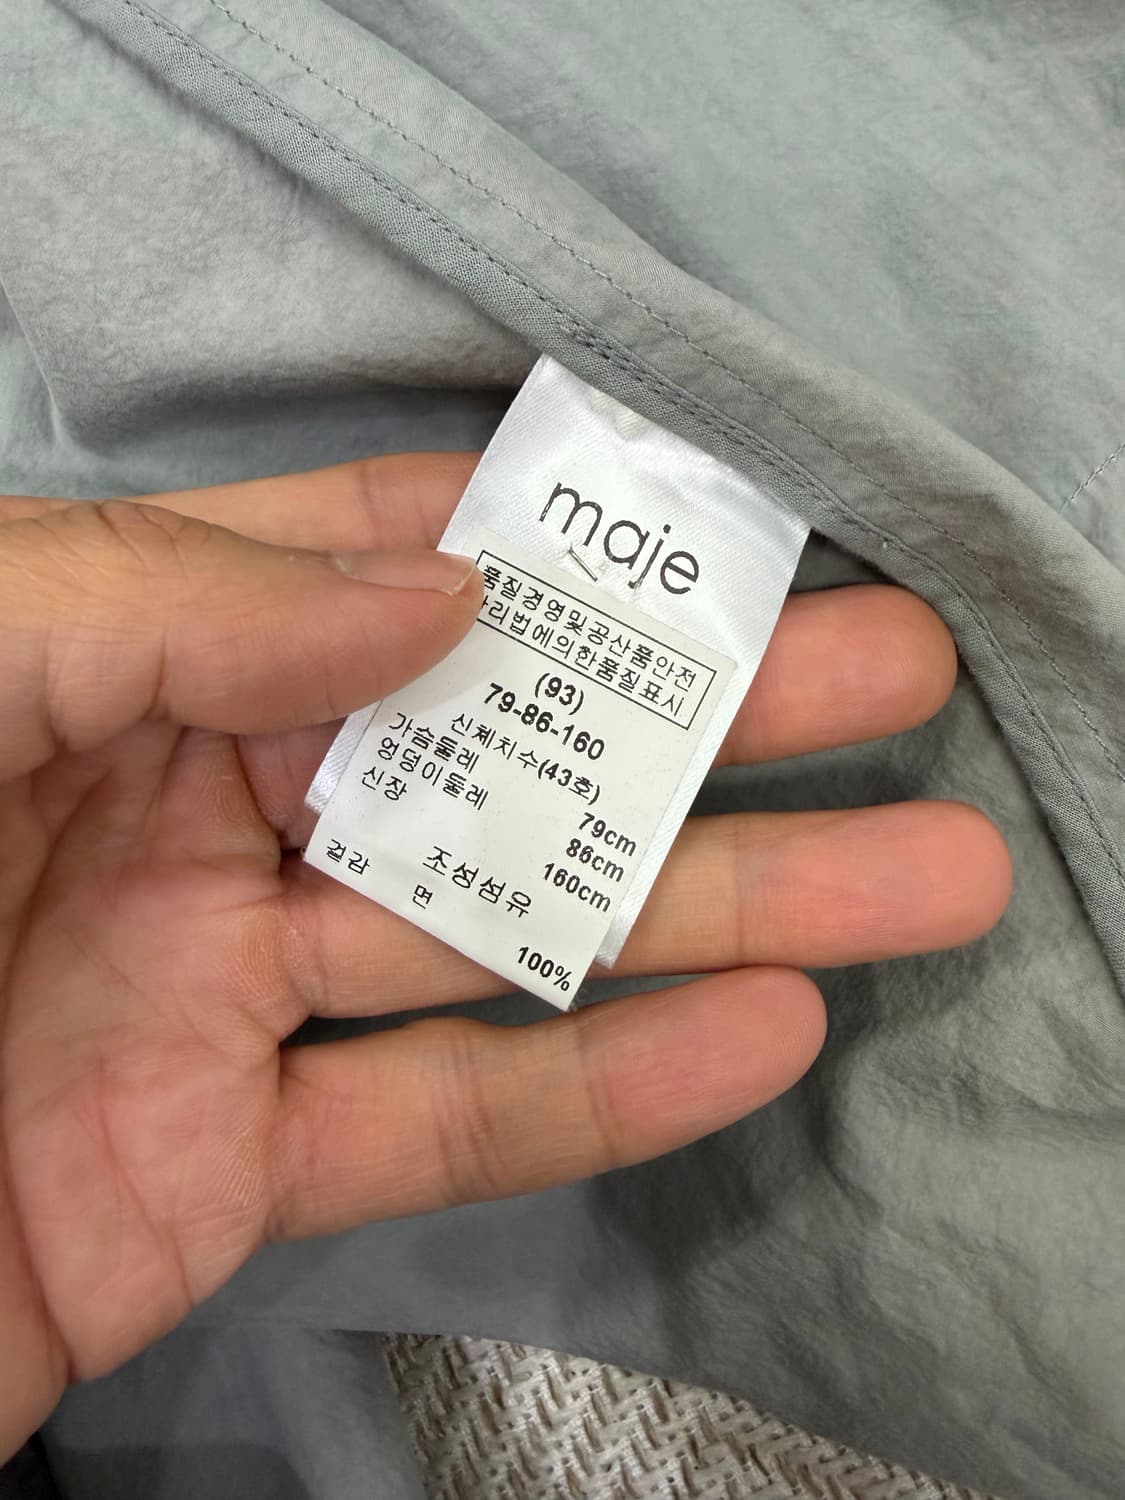 maje
품질경영및공산품안전
리법에의한품질표시
(93)
79-86-160
신체치수(43호)
가슴둘레 79cm
엉덩이둘레 86cm
신장 160cm
조성섬유
겉감 면 100%